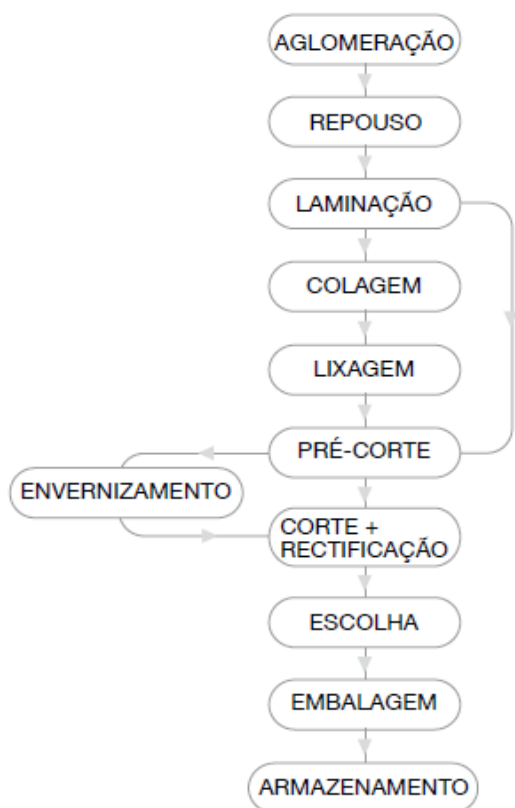 AGLOMERAÇÃO
REPOUSO
LAMINAÇÃO
COLAGEM
LIXAGEM
PRÉ-CORTE
ENVERNIZAMENTO
CORTE +
RECTIFICAÇÃO
ESCOLHA
EMBALAGEM
ARMAZENAMENTO